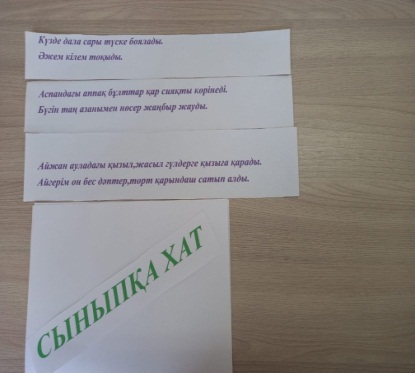 Күзде дала сары түске боялады.
Әжем кілем тоқыды.
Аспандағы аппақ бұлттар қар сияқты көрінеді.
Бүгін таң азанымен нөсер жаңбыр жауды.
Айжан ауладағы қызыл,жасыл гүлдерге қызыға қарады.
Айгерім он бес дәптер,төрт қарындаш сатып алды.
СЫНЫПҚА ХАТ